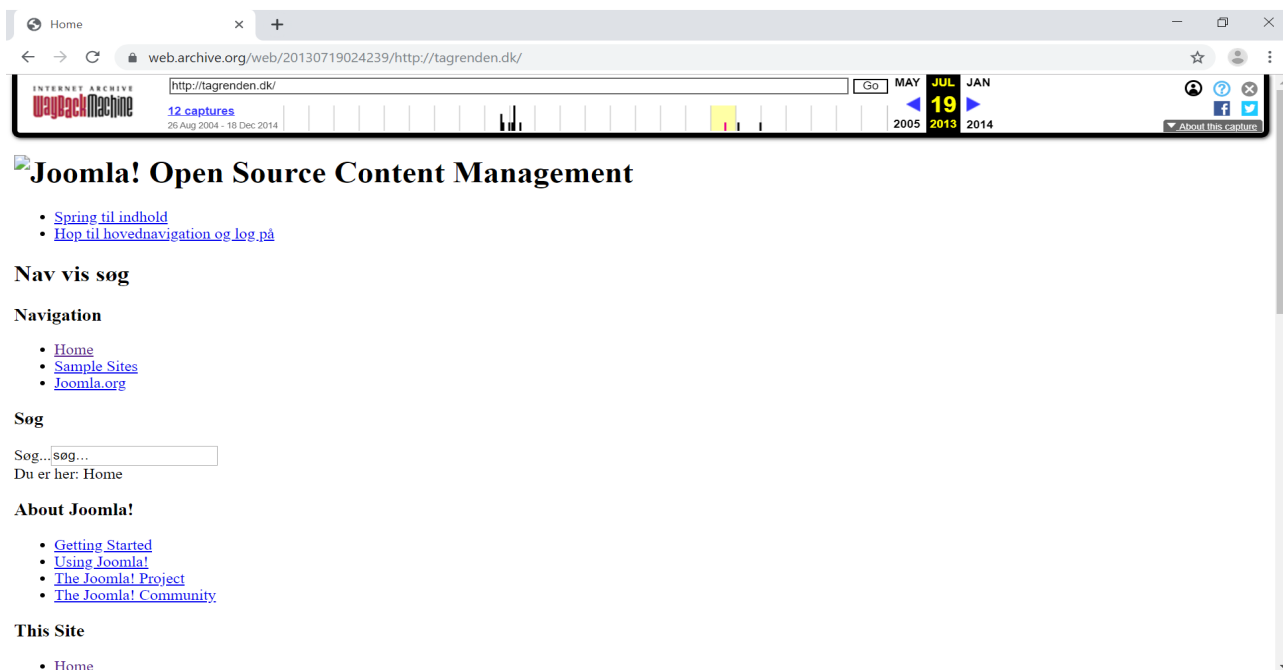 Home
web.archive.org/web/20130719024239/http://tagrenden.dk/
INTERNET ARCHIVE
WayBackMachine
http://tagrenden.dk/
Go
MAY JUL JAN
12 captures
19
26 Aug 2004 - 18 Dec 2014
2005 2013 2014
About this capture
Joomla! Open Source Content Management
Spring til indhold
Hop til hovednavigation og log på
Nav vis søg
Navigation
Home
Sample Sites
Joomla.org
Søg
Søg... søg...
Du er her: Home
About Joomla!
Getting Started
Using Joomla!
The Joomla! Project
The Joomla! Community
This Site
Home